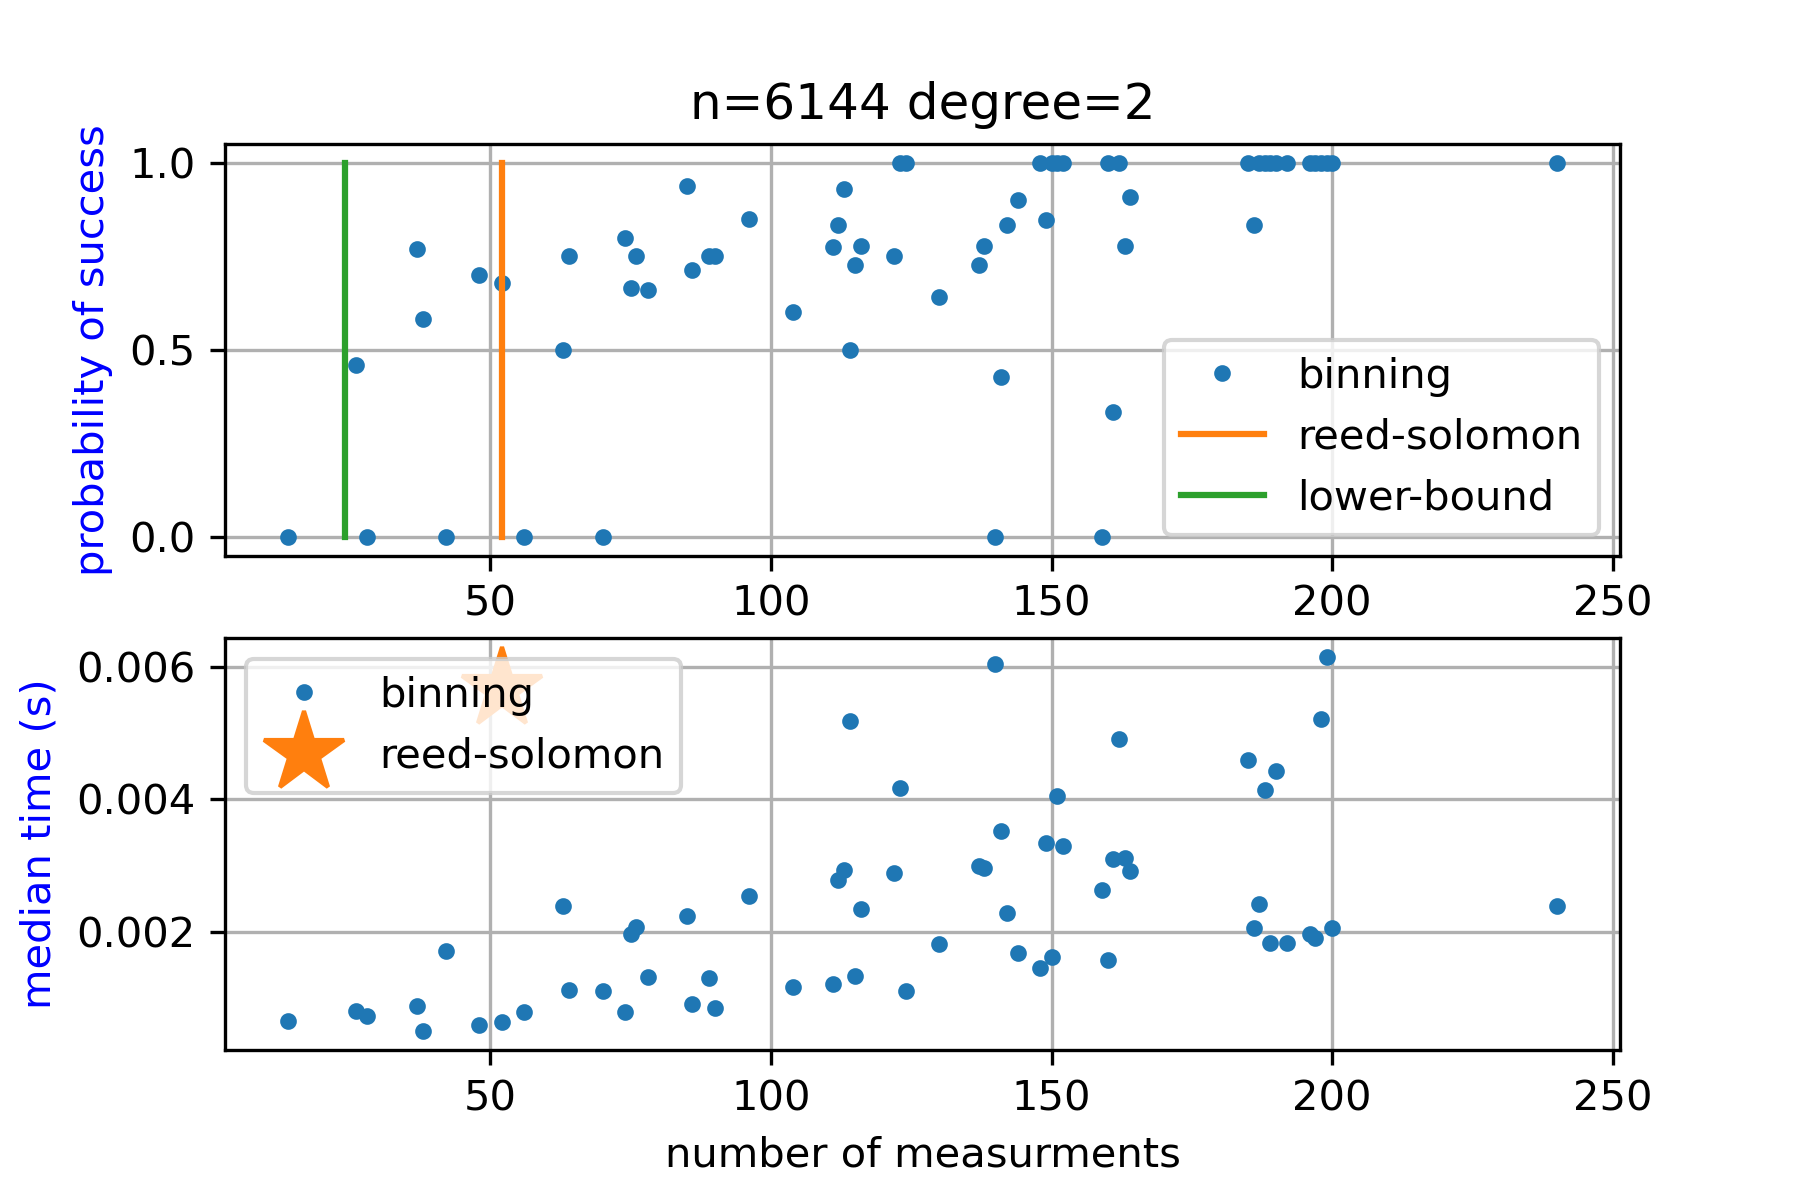 n=6144 degree=2
probability of success
1.0
0.5
0.0
binning
reed-solomon
lower-bound
50 100 150 200 250
median time (s)
0.006
0.004
0.002
binning
reed-solomon
50 100 150 200 250
number of measurments